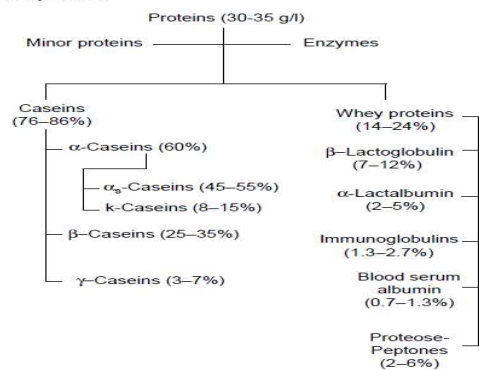 Proteins (30-35 g/l)
Minor proteins
Enzymes
Caseins
(76–86%)
α-Caseins (60%)
αs-Caseins (45–55%)
k-Caseins (8–15%)
β–Caseins (25–35%)
γ–Caseins (3–7%)
Whey proteins
(14–24%)
β–Lactoglobulin
(7–12%)
α-Lactalbumin
(2–5%)
Immunoglobulins
(1.3–2.7%)
Blood serum
albumin
(0.7–1.3%)
Proteose-
Peptones
(2–6%)